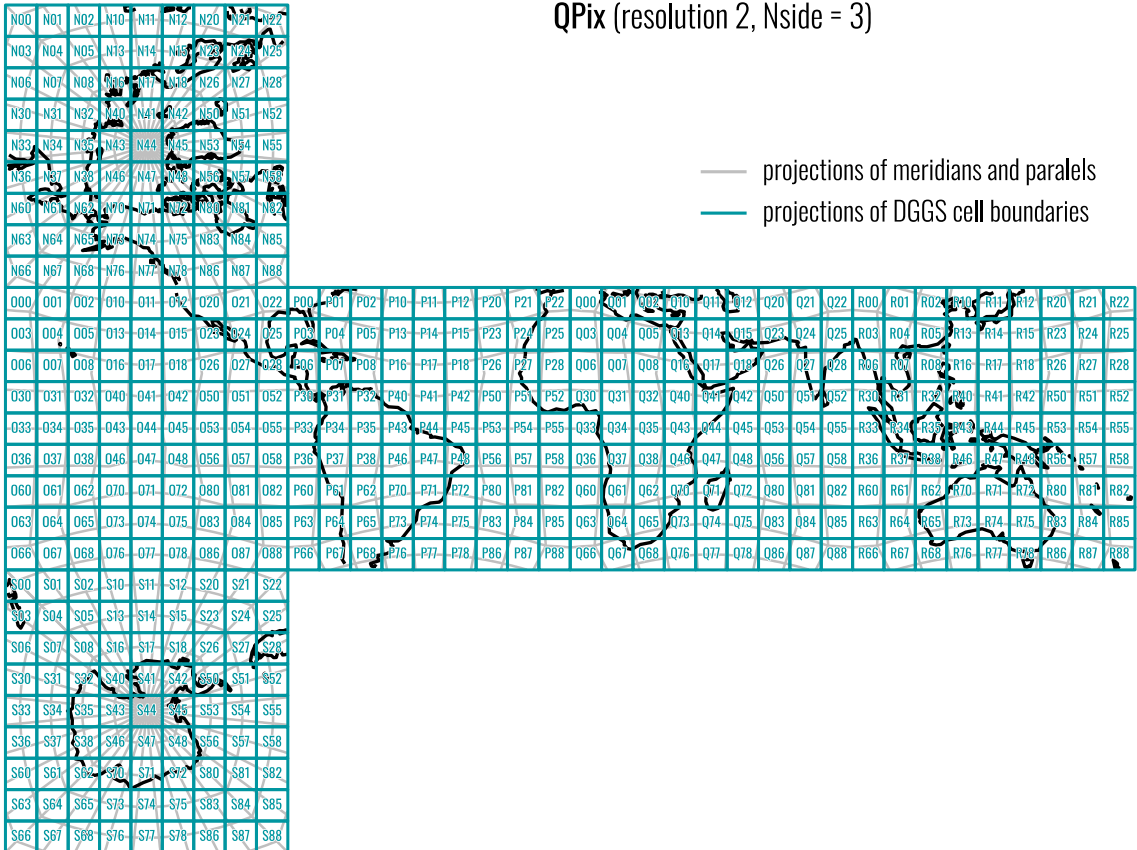 QPix (resolution 2, Nside = 3)
N00 N01 N02 N10 N11 N12 N20 N21 N22
N03 N04 N05 N13 N14 N15 N23 N24 N25
N06 N07 N08 N16 N17 N18 N26 N27 N28
N30 N31 N32 N40 N41 N42 N50 N51 N52
N33 N34 N35 N43 N44 N45 N53 N54 N55
N36 N37 N38 N46 N47 N48 N56 N57 N58
N60 N61 N62 N70 N71 N72 N80 N81 N82
N63 N64 N65 N73 N74 N75 N83 N84 N85
N66 N67 N68 N76 N77 N78 N86 N87 N88
projections of meridians and paralels
projections of DGGS cell boundaries
O00 O01 O02 O10 O11 O12 O20 O21 O22 P00 P01 P02 P10 P11 P12 P20 P21 P22 Q00 Q01 Q02 Q10 Q11 Q12 Q20 Q21 Q22 R00 R01 R02 R10 R11 R12 R20 R21 R22
O03 O04 O05 O13 O14 O15 O23 O24 O25 P03 P04 P05 P13 P14 P15 P23 P24 P25 Q03 Q04 Q05 Q13 Q14 Q15 Q23 Q24 Q25 R03 R04 R05 R13 R14 R15 R23 R24 R25
O06 O07 O08 O16 O17 O18 O26 O27 O28 P06 P07 P08 P16 P17 P18 P26 P27 P28 Q06 Q07 Q08 Q16 Q17 Q18 Q26 Q27 Q28 R06 R07 R08 R16 R17 R18 R26 R27 R28
O30 O31 O32 O40 O41 O42 O50 O51 O52 P30 P31 P32 P40 P41 P42 P50 P51 P52 Q30 Q31 Q32 Q40 Q41 Q42 Q50 Q51 Q52 R30 R31 R32 R40 R41 R42 R50 R51 R52
O33 O34 O35 O43 O44 O45 O53 O54 O55 P33 P34 P35 P43 P44 P45 P53 P54 P55 Q33 Q34 Q35 Q43 Q44 Q45 Q53 Q54 Q55 R33 R34 R35 R43 R44 R45 R53 R54 R55
O36 O37 O38 O46 O47 O48 O56 O57 O58 P36 P37 P38 P46 P47 P48 P56 P57 P58 Q36 Q37 Q38 Q46 Q47 Q48 Q56 Q57 Q58 R36 R37 R38 R46 R47 R48 R56 R57 R58
O60 O61 O62 O70 O71 O72 O80 O81 O82 P60 P61 P62 P70 P71 P72 P80 P81 P82 Q60 Q61 Q62 Q70 Q71 Q72 Q80 Q81 Q82 R60 R61 R62 R70 R71 R72 R80 R81 R82
O63 O64 O65 O73 O74 O75 O83 O84 O85 P63 P64 P65 P73 P74 P75 P83 P84 P85 Q63 Q64 Q65 Q73 Q74 Q75 Q83 Q84 Q85 R63 R64 R65 R73 R74 R75 R83 R84 R85
O66 O67 O68 O76 O77 O78 O86 O87 O88 P66 P67 P68 P76 P77 P78 P86 P87 P88 Q66 Q67 Q68 Q76 Q77 Q78 Q86 Q87 Q88 R66 R67 R68 R76 R77 R78 R86 R87 R88
S00 S01 S02 S10 S11 S12 S20 S21 S22
S03 S04 S05 S13 S14 S15 S23 S24 S25
S06 S07 S08 S16 S17 S18 S26 S27 S28
S30 S31 S32 S40 S41 S42 S50 S51 S52
S33 S34 S35 S43 S44 S45 S53 S54 S55
S36 S37 S38 S46 S47 S48 S56 S57 S58
S60 S61 S62 S70 S71 S72 S80 S81 S82
S63 S64 S65 S73 S74 S75 S83 S84 S85
S66 S67 S68 S76 S77 S78 S86 S87 S88